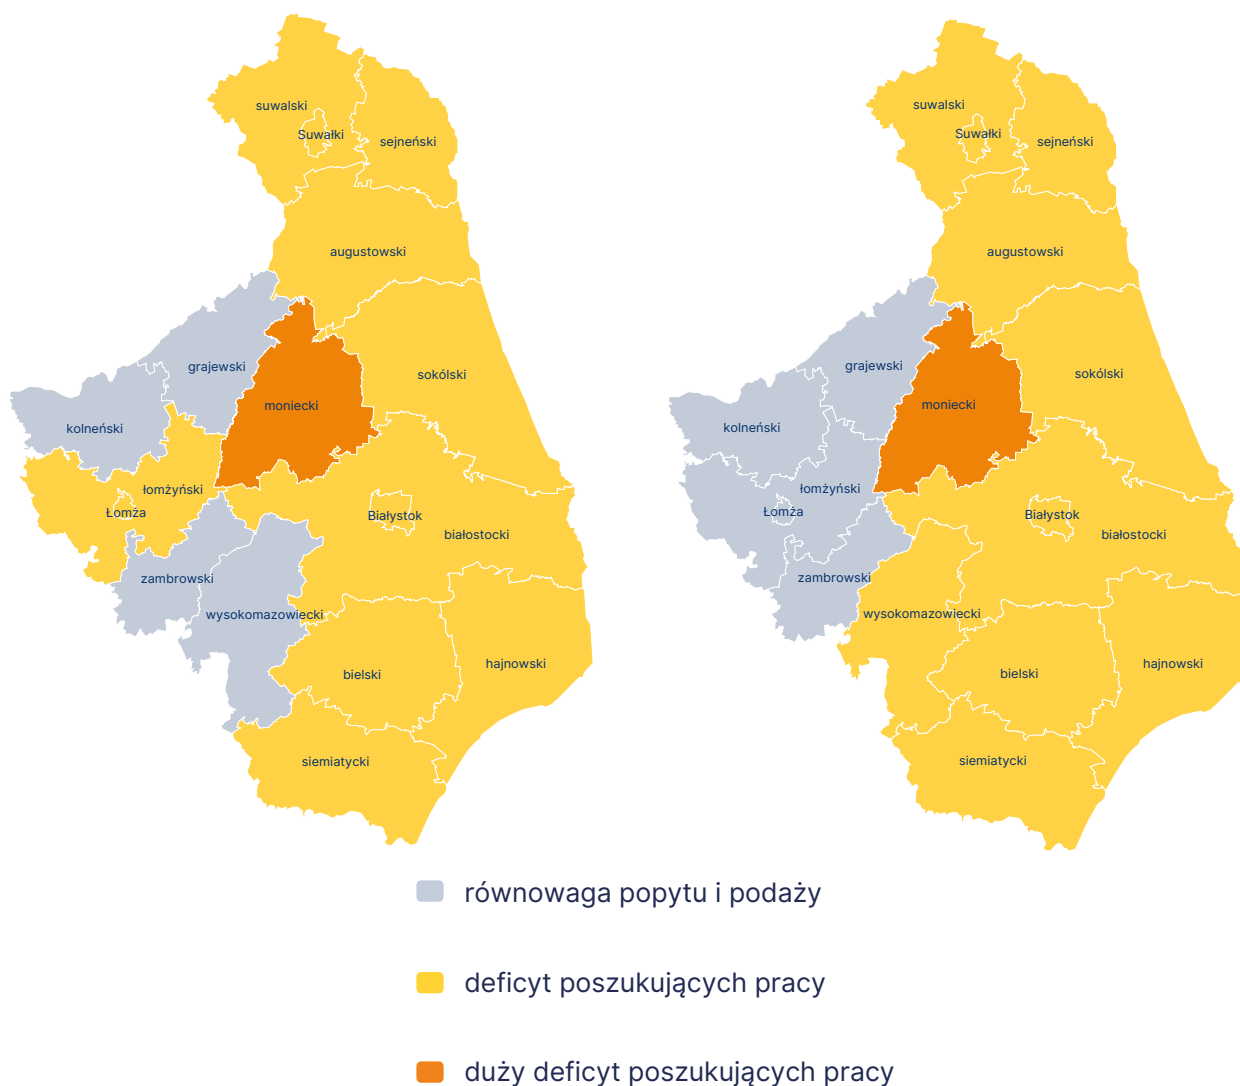 suwalski
Suwałki
sejneński
augustowski
grajewski
sokólski
moniecki
kolneński
łomżyński
Łomża
Białystok
białostocki
zambrowski
wysokomazowiecki
hajnowski
bielski
siemiatycki
suwalski
Suwałki
sejneński
augustowski
grajewski
sokólski
moniecki
kolneński
łomżyński
Łomża
Białystok
białostocki
zambrowski
wysokomazowiecki
hajnowski
bielski
siemiatycki
równowaga popytu i podaży
deficyt poszukujących pracy
duży deficyt poszukujących pracy